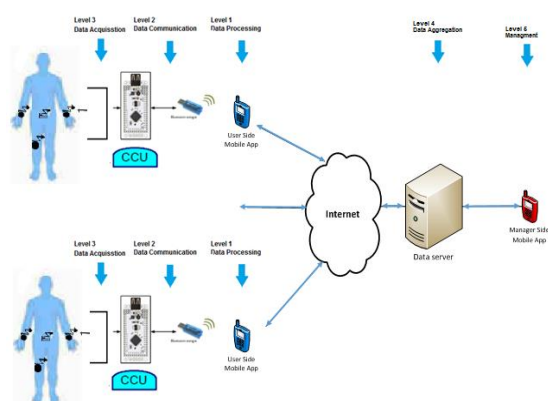 Level 3
Data Acquisstion
Level 2
Data Communication
Level 1
Data Processing
Level 4
Data Aggregation
Level 5
Managment
CCU
User Side
Mobile App
Internet
Data server
Manager Side
Mobile App
Level 3
Data Acquisstion
Level 2
Data Communication
Level 1
Data Processing
CCU
User Side
Mobile App